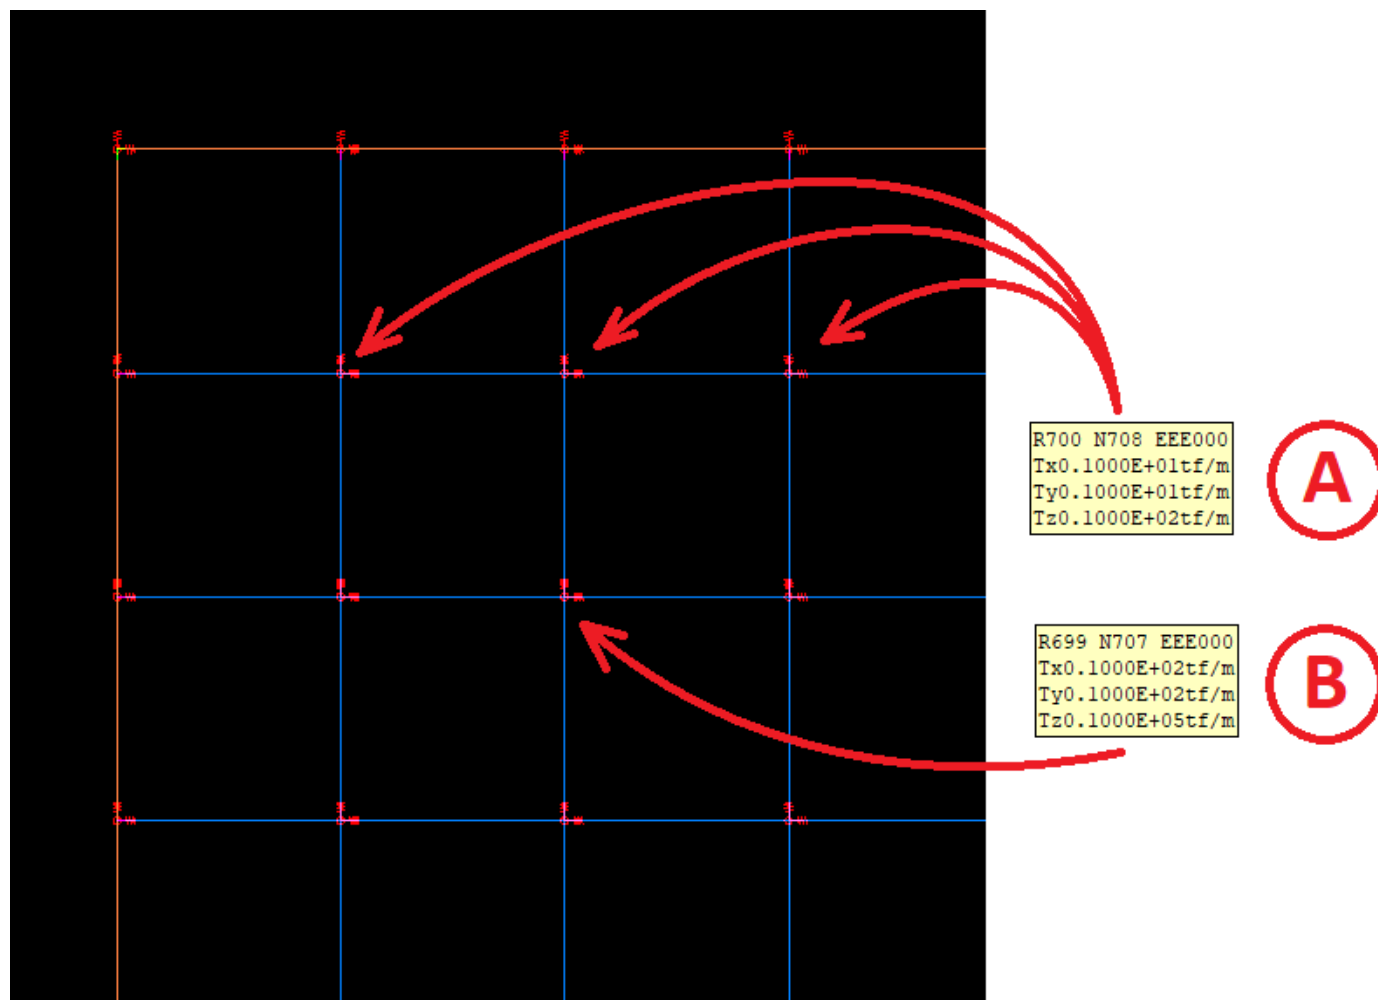 R700 N708 EEE000
Tx0.1000E+01tf/m
Ty0.1000E+01tf/m
Tz0.1000E+02tf/m
A
R699 N707 EEE000
Tx0.1000E+02tf/m
Ty0.1000E+02tf/m
Tz0.1000E+05tf/m
B